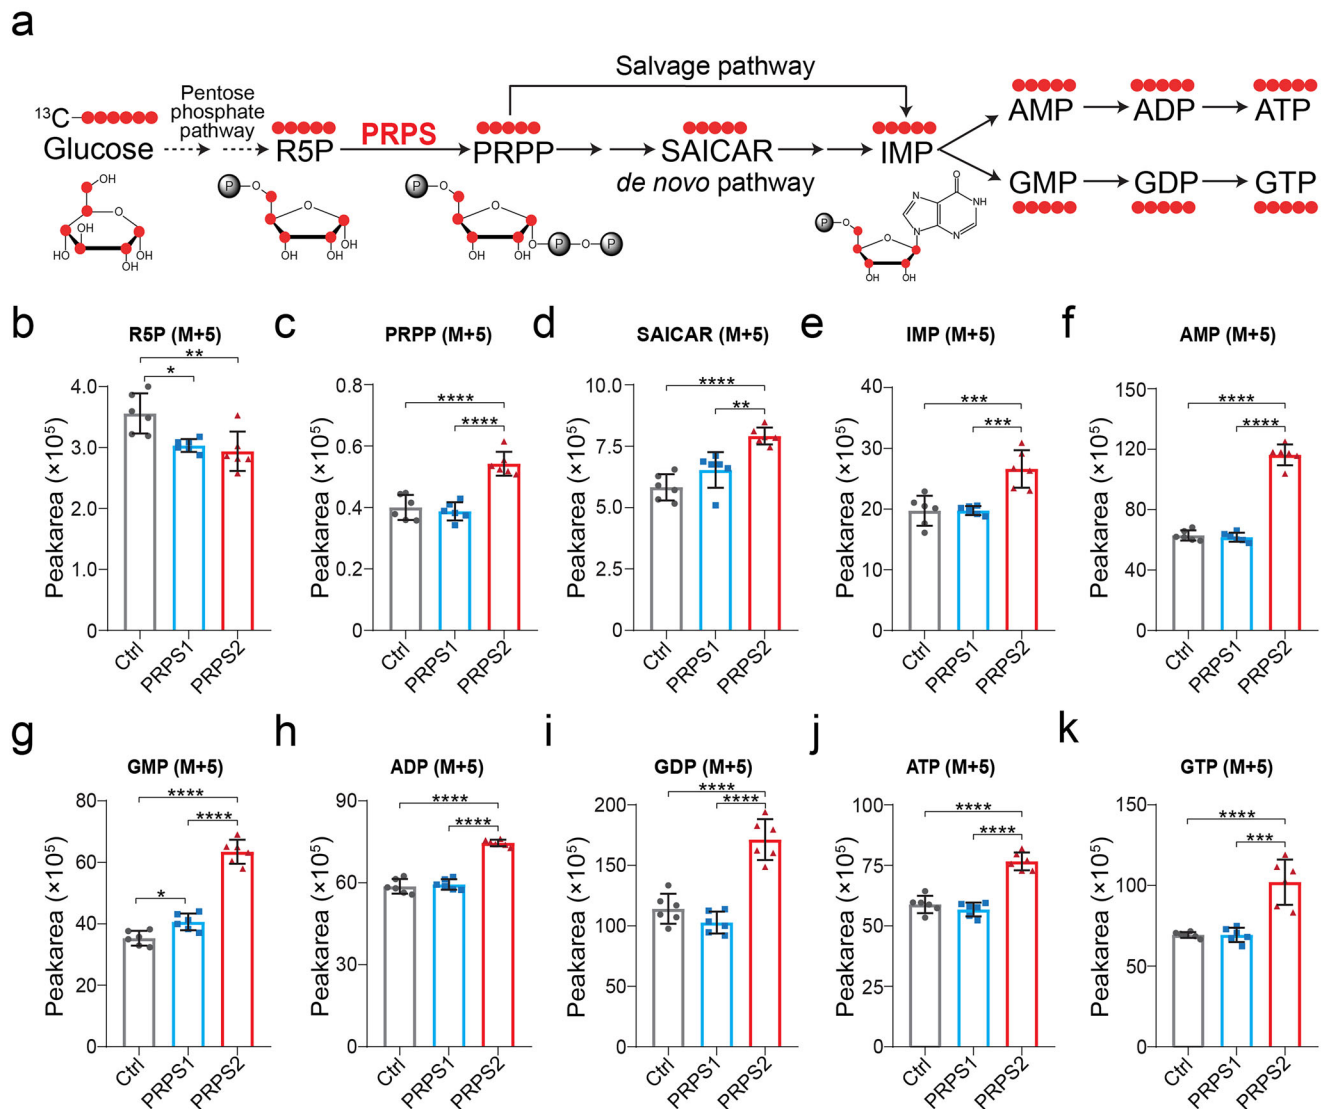 a
Salvage pathway
Pentose
phosphate
pathway
¹³C
Glucose
R5P
PRPS
PRPP
SAICAR
de novo pathway
IMP
AMP
ADP
ATP
GMP
GDP
GTP
OH
O
OH
HO
OH
OH
P
O
O
OH
OH
P
O
O
OH
O
P
O
P
P
O
O
OH
OH
N
N
N
NH
O
b
R5P (M+5)
Peakarea (×10⁵)
4.0
3.0
2.0
1.0
0
**
*
Ctrl
PRPS1
PRPS2
c
PRPP (M+5)
Peakarea (×10⁵)
0.8
0.6
0.4
0.2
0
****
****
Ctrl
PRPS1
PRPS2
d
SAICAR (M+5)
Peakarea (×10⁵)
10.0
7.5
5.0
2.5
0
****
**
Ctrl
PRPS1
PRPS2
e
IMP (M+5)
Peakarea (×10⁵)
40
30
20
10
0
***
***
Ctrl
PRPS1
PRPS2
f
AMP (M+5)
Peakarea (×10⁵)
150
120
80
60
0
****
****
Ctrl
PRPS1
PRPS2
g
GMP (M+5)
Peakarea (×10⁵)
80
60
40
20
0
****
****
*
Ctrl
PRPS1
PRPS2
h
ADP (M+5)
Peakarea (×10⁵)
90
60
30
0
****
****
Ctrl
PRPS1
PRPS2
i
GDP (M+5)
Peakarea (×10⁵)
200
150
100
50
0
****
****
Ctrl
PRPS1
PRPS2
j
ATP (M+5)
Peakarea (×10⁵)
100
75
50
25
0
****
****
Ctrl
PRPS1
PRPS2
k
GTP (M+5)
Peakarea (×10⁵)
150
100
50
0
****
***
Ctrl
PRPS1
PRPS2